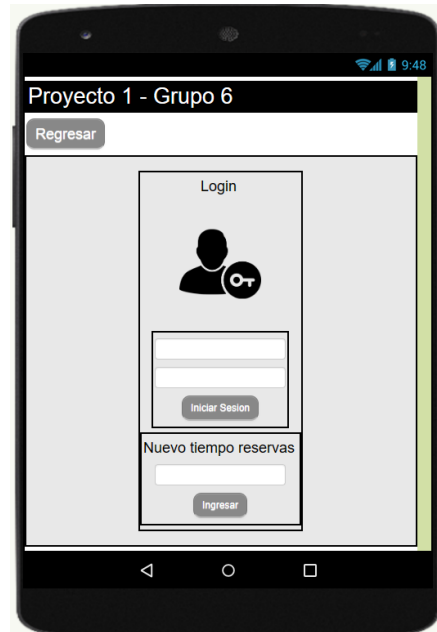 9:48
Proyecto 1 - Grupo 6
Regresar
Login
Iniciar Sesion
Nuevo tiempo reservas
Ingresar